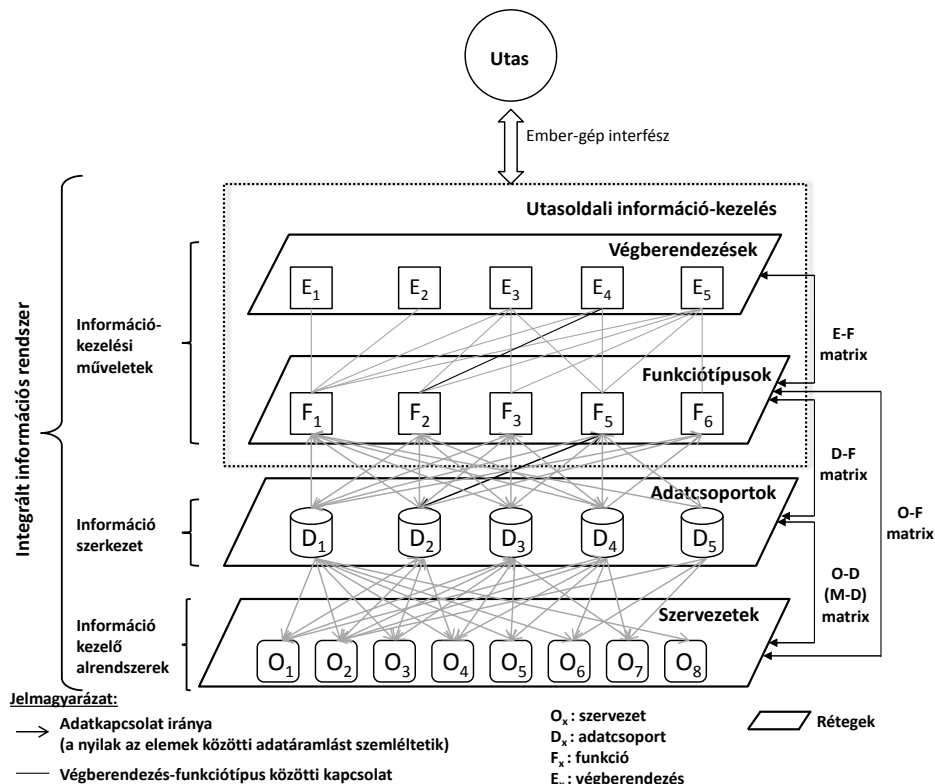 Utas
Ember-gép interfész
Utasoldali információ-kezelés
Végberendezések
E1 E2 E3 E4 E5
Funkciótípusok
F1 F2 F3 F5 F6
Adatcsoportok
D1 D2 D3 D4 D5
Szervezetek
O1 O2 O3 O4 O5 O6 O7 O8
Integrált információs rendszer
Információ-
kezelési
műveletek
Információ
szerkezet
Információ
kezelő
alrendszerek
E-F
matrix
D-F
matrix
O-F
matrix
O-D
(M-D)
matrix
Jelmagyarázat:
Adatkapcsolat iránya
(a nyilak az elemek közötti adatáramlást szemléltetik)
Végberendezés-funkciótípus közötti kapcsolat
Ox : szervezet
Dx : adatcsoport
Fx : funkció
Ex : végberendezés
Rétegek